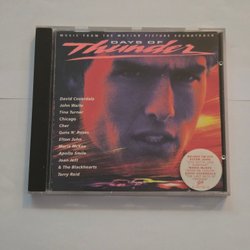 MUSIC FROM THE MOTION PICTURE SOUNDTRACK
DAYS OF
Thunder
David Coverdale
John Waite
Tina Turner
Chicago
Cher
Guns N' Roses
Elton John
Maria McKee
Apollo Smile
Joan Jett
& The Blackhearts
Terry Reid